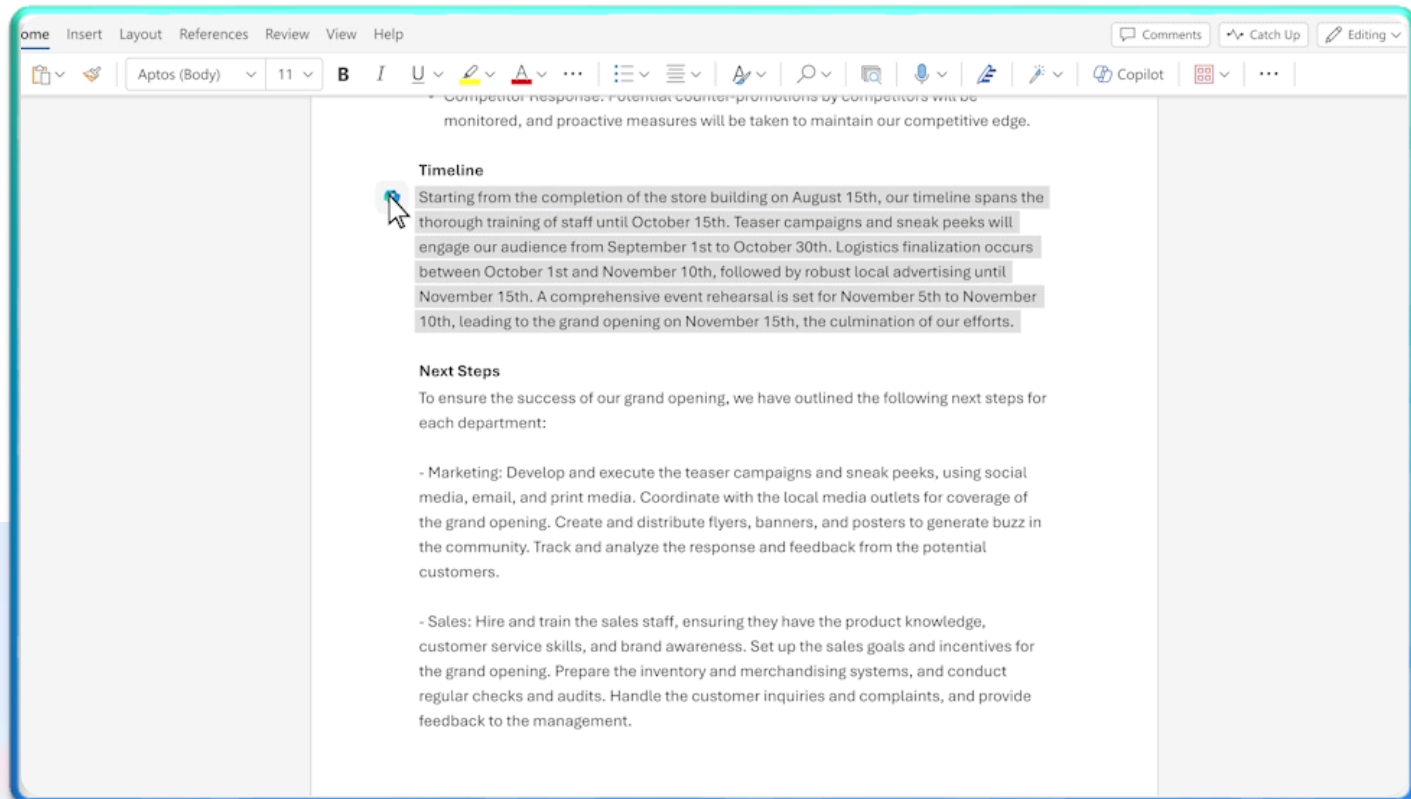 ome Insert Layout References Review View Help
Comments Catch Up Editing
Aptos (Body) 11 B I U A A Copilot
Competitor Response: Potential counter-promotions by competitors will be
monitored, and proactive measures will be taken to maintain our competitive edge.
Timeline
Starting from the completion of the store building on August 15th, our timeline spans the
thorough training of staff until October 15th. Teaser campaigns and sneak peeks will
engage our audience from September 1st to October 30th. Logistics finalization occurs
between October 1st and November 10th, followed by robust local advertising until
November 15th. A comprehensive event rehearsal is set for November 5th to November
10th, leading to the grand opening on November 15th, the culmination of our efforts.
Next Steps
To ensure the success of our grand opening, we have outlined the following next steps for
each department:
- Marketing: Develop and execute the teaser campaigns and sneak peeks, using social
media, email, and print media. Coordinate with the local media outlets for coverage of
the grand opening. Create and distribute flyers, banners, and posters to generate buzz in
the community. Track and analyze the response and feedback from the potential
customers.
- Sales: Hire and train the sales staff, ensuring they have the product knowledge,
customer service skills, and brand awareness. Set up the sales goals and incentives for
the grand opening. Prepare the inventory and merchandising systems, and conduct
regular checks and audits. Handle the customer inquiries and complaints, and provide
feedback to the management.